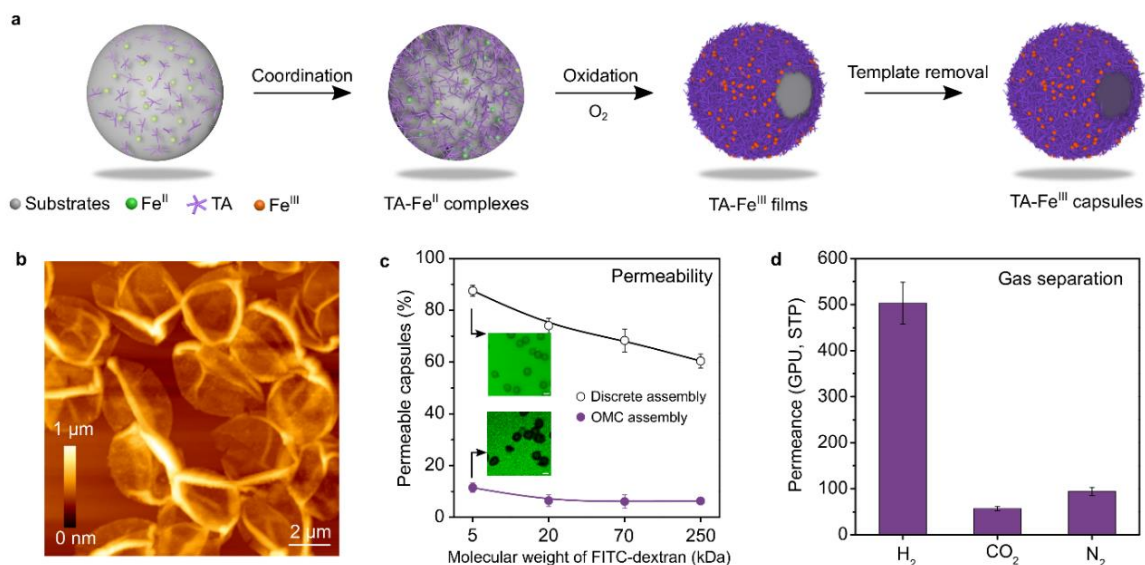 a
Coordination
Oxidation
O₂
Template removal
Substrates Feᴵᴵ TA Feᴵᴵᴵ
TA-Feᴵᴵ complexes
TA-Feᴵᴵᴵ films
TA-Feᴵᴵᴵ capsules
b
1 µm
0 nm
2 µm
c
Permeability
Permeable capsules (%)
100
80
60
40
20
0
Discrete assembly
OMC assembly
5 20 70 250
Molecular weight of FITC-dextran (kDa)
d
Gas separation
Permeance (GPU, STP)
600
500
400
300
200
100
0
H₂ CO₂ N₂